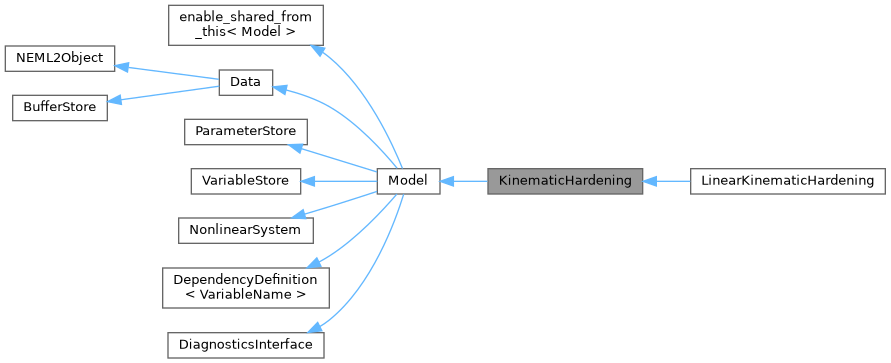 enable_shared_from
_this< Model >
NEML2Object
Data
BufferStore
ParameterStore
VariableStore
Model
KinematicHardening
LinearKinematicHardening
NonlinearSystem
DependencyDefinition
< VariableName >
DiagnosticsInterface